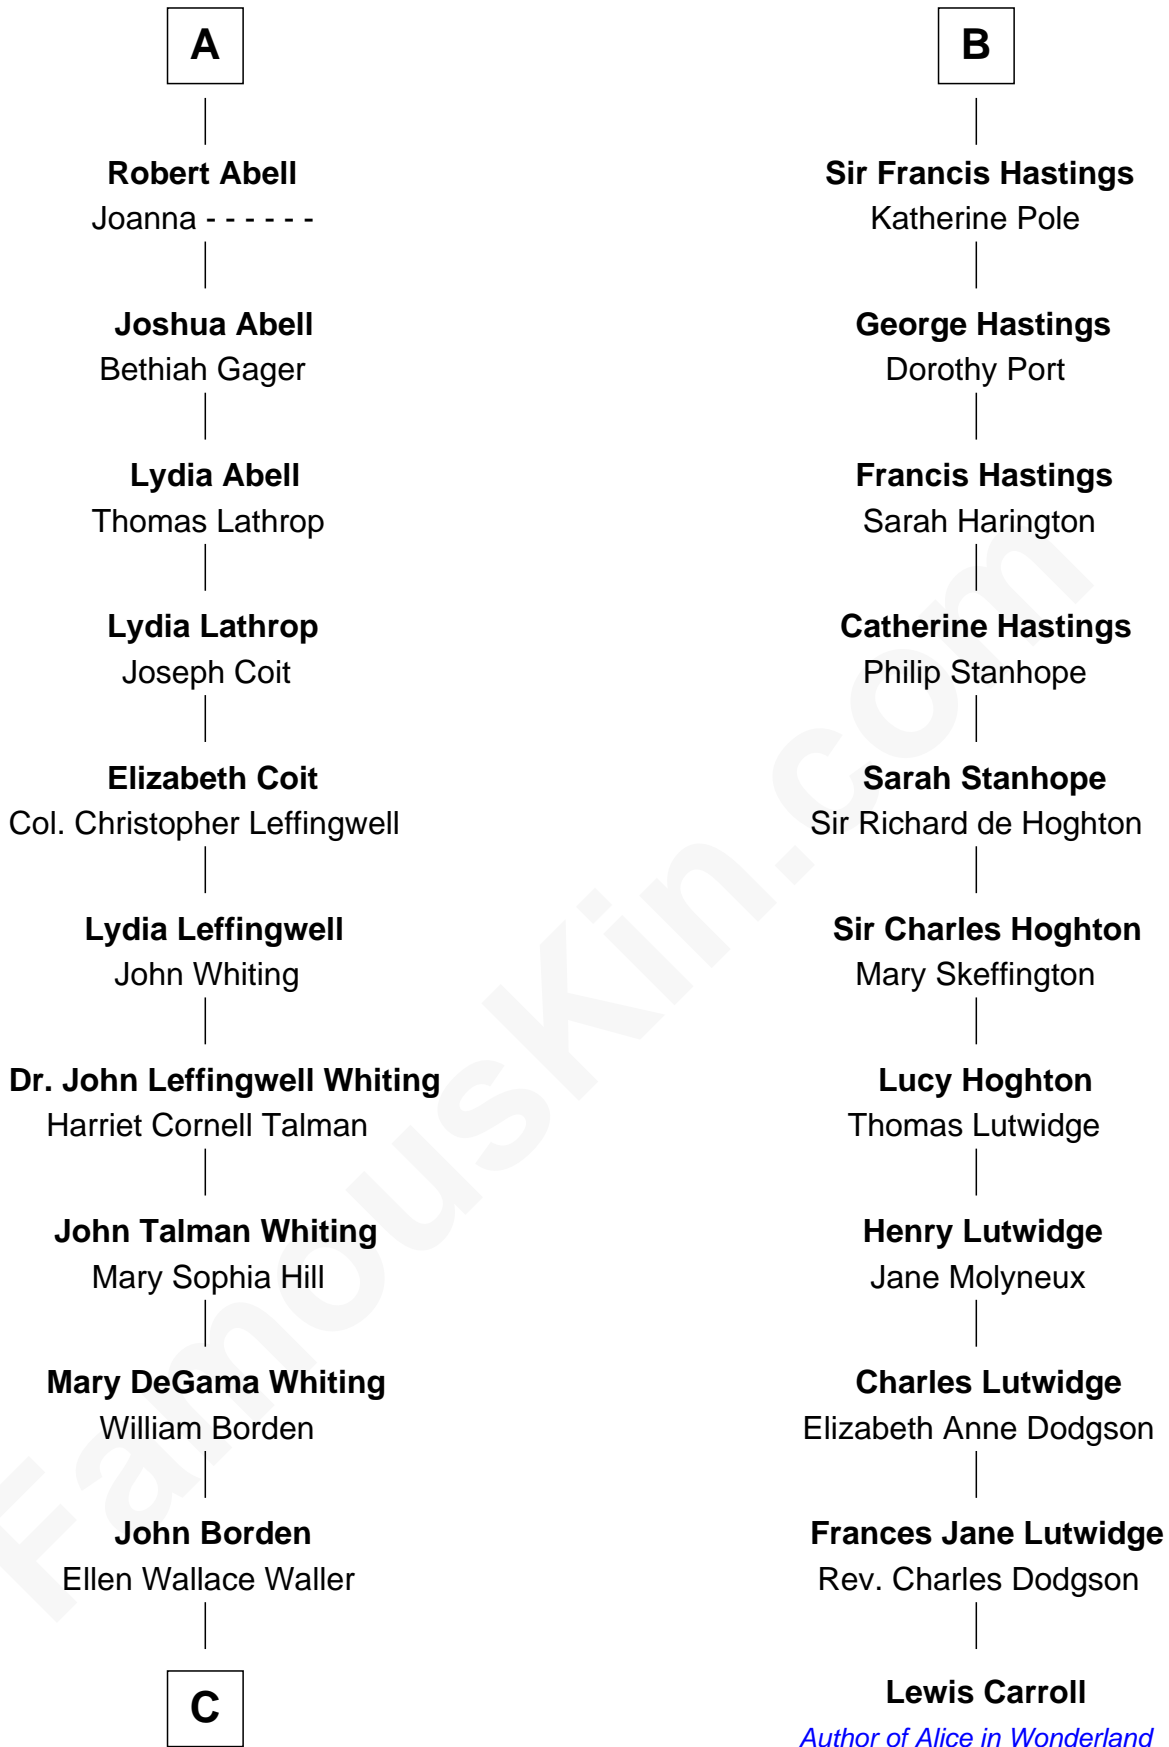 A
Robert Abell
Joanna - - - - - -
Joshua Abell
Bethiah Gager
Lydia Abell
Thomas Lathrop
Lydia Lathrop
Joseph Coit
Elizabeth Coit
Col. Christopher Leffingwell
Lydia Leffingwell
John Whiting
Dr. John Leffingwell Whiting
Harriet Cornell Talman
John Talman Whiting
Mary Sophia Hill
Mary DeGama Whiting
William Borden
John Borden
Ellen Wallace Waller
C
B
Sir Francis Hastings
Katherine Pole
George Hastings
Dorothy Port
Francis Hastings
Sarah Harington
Catherine Hastings
Philip Stanhope
Sarah Stanhope
Sir Richard de Hoghton
Sir Charles Hoghton
Mary Skeffington
Lucy Hoghton
Thomas Lutwidge
Henry Lutwidge
Jane Molyneux
Charles Lutwidge
Elizabeth Anne Dodgson
Frances Jane Lutwidge
Rev. Charles Dodgson
Lewis Carroll
Author of Alice in Wonderland
FamousKin.com